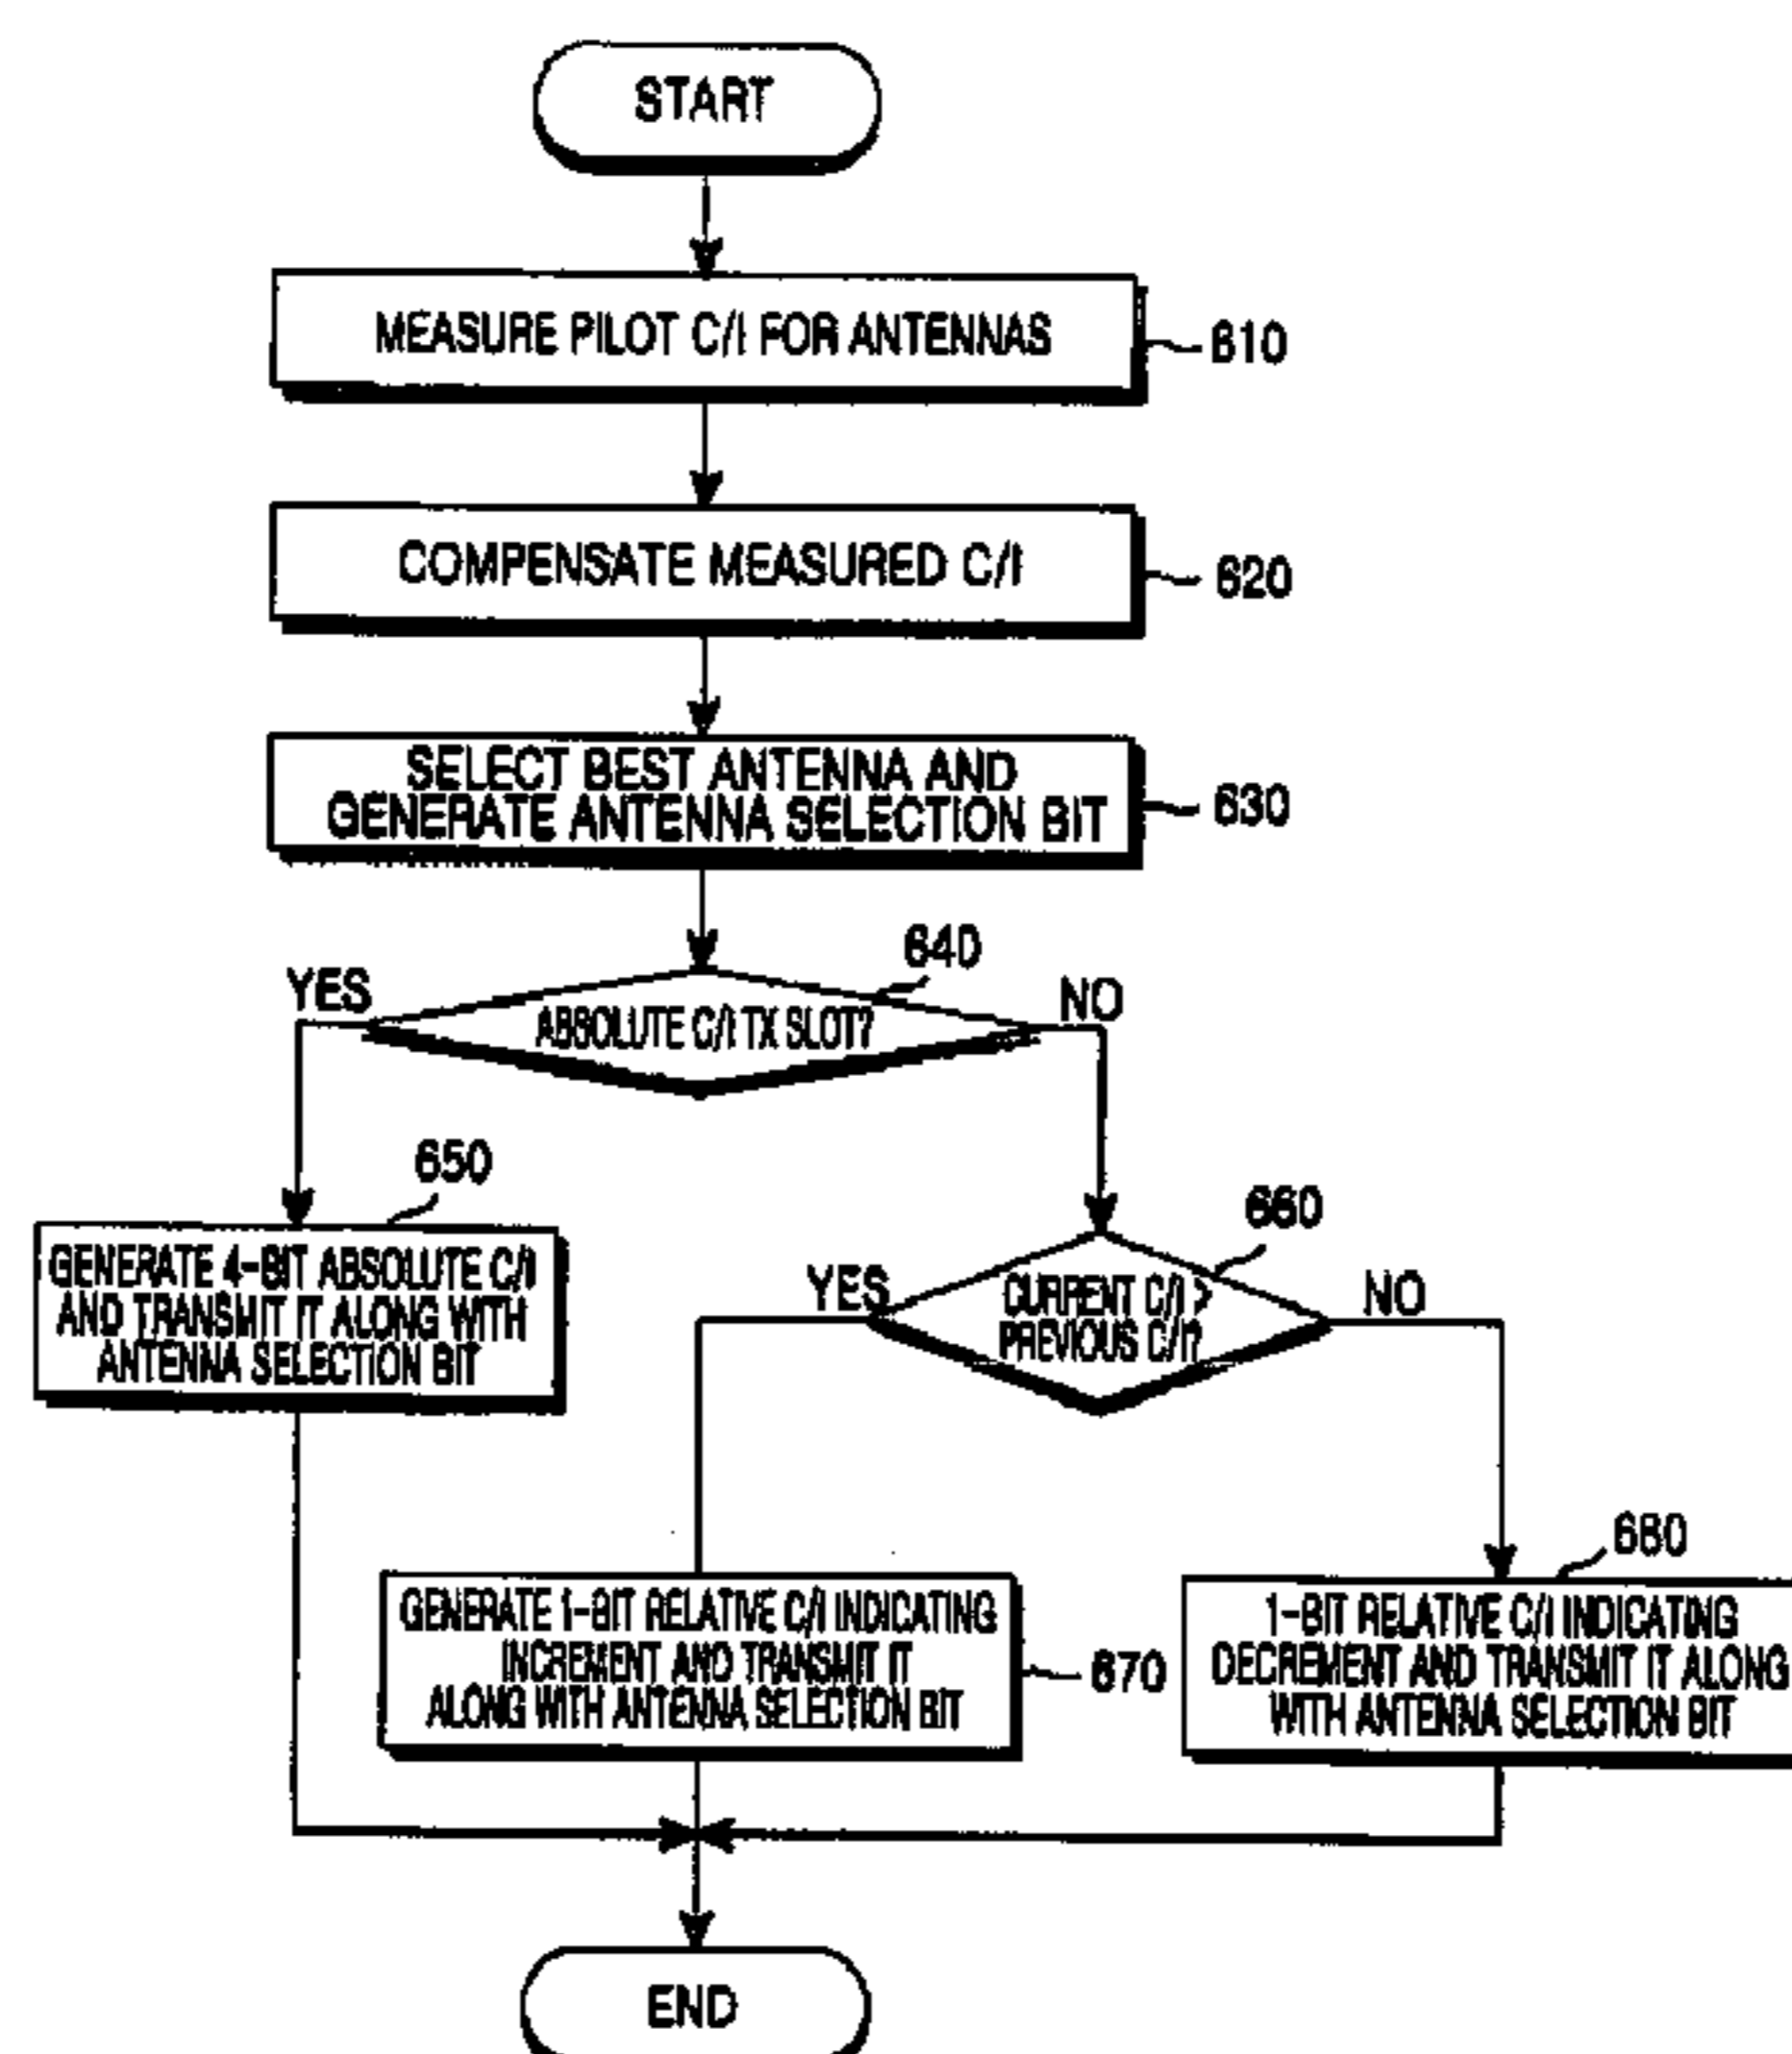 START
MEASURE PILOT C/I FOR ANTENNAS
610
COMPENSATE MEASURED C/I
620
SELECT BEST ANTENNA AND
GENERATE ANTENNA SELECTION BIT
630
640
YES
ABSOLUTE C/I TX SLOT?
NO
650
GENERATE 4-BIT ABSOLUTE C/I
AND TRANSMIT IT ALONG WITH
ANTENNA SELECTION BIT
660
YES
CURRENT C/I >
PREVIOUS C/I?
NO
GENERATE 1-BIT RELATIVE C/I INDICATING
INCREMENT AND TRANSMIT IT
ALONG WITH ANTENNA SELECTION BIT
670
680
1-BIT RELATIVE C/I INDICATING
DECREMENT AND TRANSMIT IT ALONG
WITH ANTENNA SELECTION BIT
END